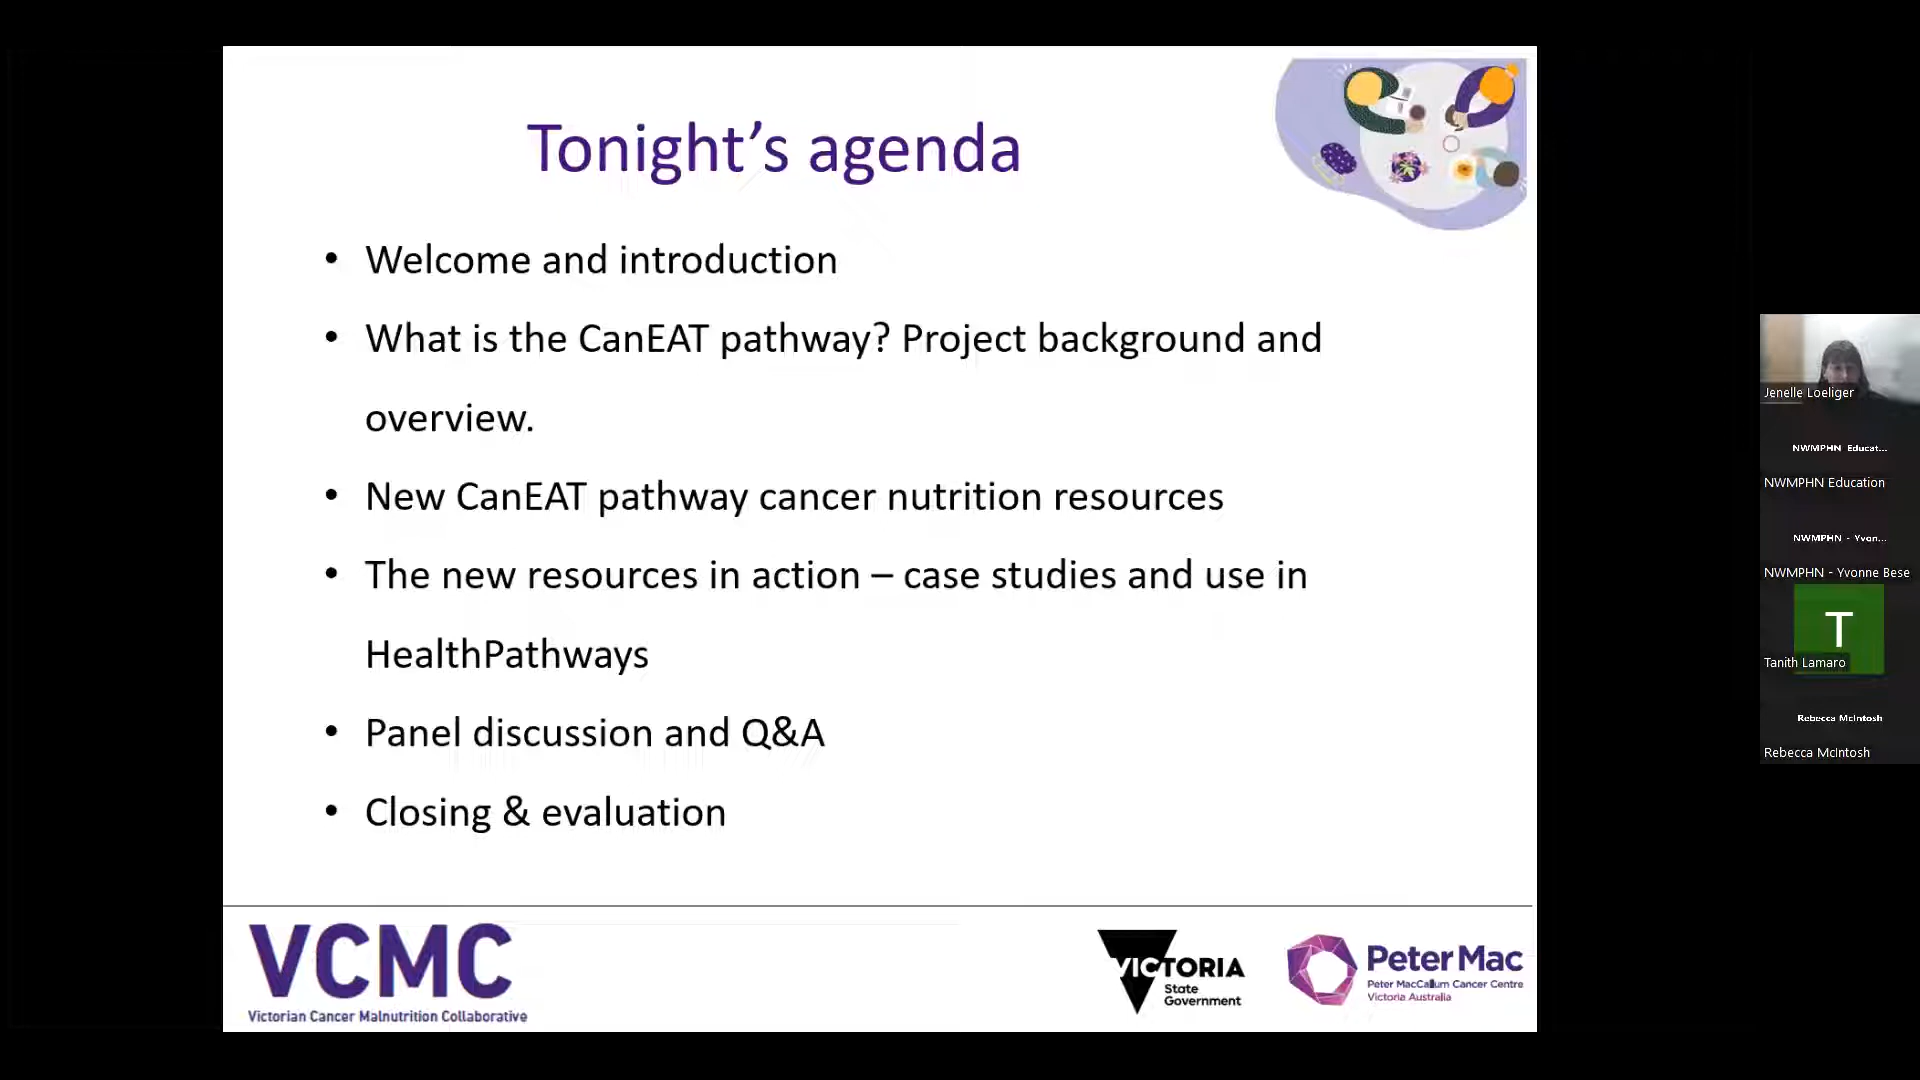 Tonight’s agenda
• Welcome and introduction
• What is the CanEAT pathway? Project background and
overview.
• New CanEAT pathway cancer nutrition resources
• The new resources in action – case studies and use in
HealthPathways
• Panel discussion and Q&A
• Closing & evaluation
VCMC
Victorian Cancer Malnutrition Collaborative
VICTORIA
State
Government
Peter Mac
Peter MacCallum Cancer Centre
Victoria Australia
Jenelle Loeliger
NWMPHN Educat...
NWMPHN Education
NWMPHN - Yvon...
NWMPHN - Yvonne Bese
T
Tanith Lamaro
Rebecca McIntosh
Rebecca McIntosh